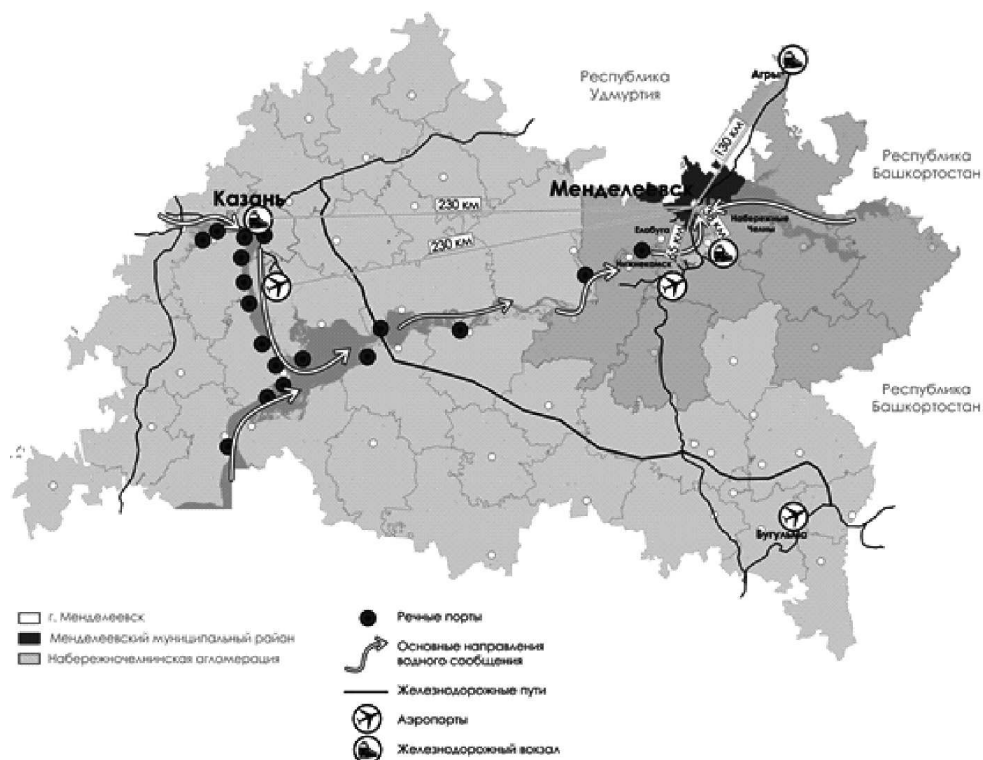 Агрыз
Республика
Удмуртия
130 км
Республика
Башкортостан
Казань
Менделеевск
230 км
Набережные
Челны
Елабуга
230 км
Нижнекамск
Республика
Башкортостан
Бугульма
г. Менделеевск
Менделеевский муниципальный район
Набережночелнинская агломерация
Речные порты
Основные направления
водного сообщения
Железнодорожные пути
Аэропорты
Железнодорожный вокзал